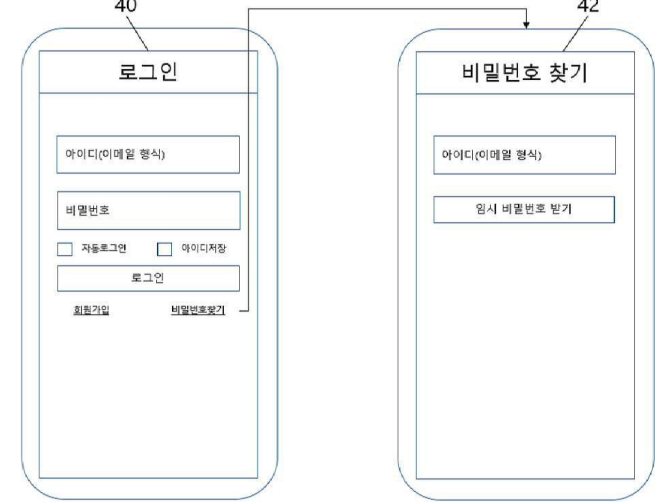 40
로그인
아이디(이메일 형식)
비밀번호
자동로그인
아이디저장
로그인
회원가입
비밀번호찾기
42
비밀번호 찾기
아이디(이메일 형식)
임시 비밀번호 받기